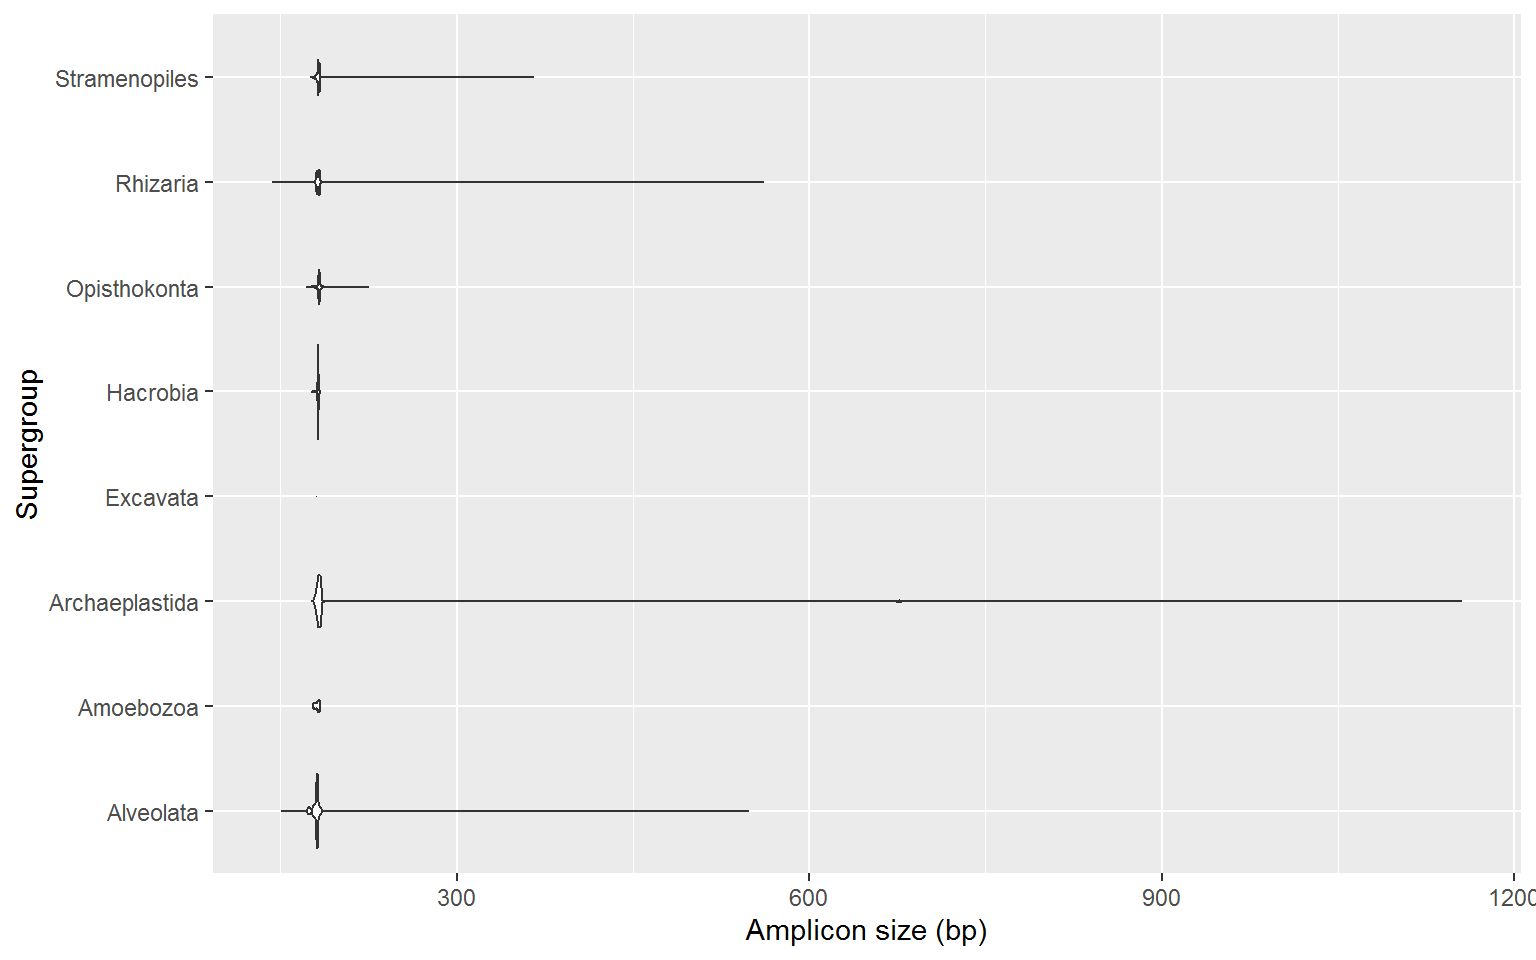 Stramenopiles
Rhizaria
Opisthokonta
Hacrobia
Excavata
Archaeplastida
Amoebozoa
Alveolata
Supergroup
300 600 900 1200
Amplicon size (bp)